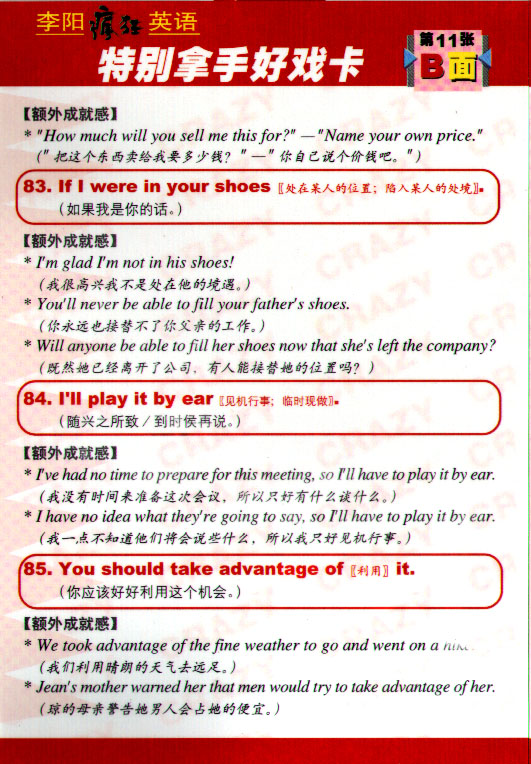 李阳疯狂英语
特别拿手好戏卡
第11张
B面
【额外成就感】
* "How much will you sell me this for?" —"Name your own price."
(" 把这个东西卖给我要多少钱？ " —" 你自己说个价钱吧。")
83. If I were in your shoes 〖处在某人的位置；陷入某人的处境〗.
(如果我是你的话。)
【额外成就感】
* I'm glad I'm not in his shoes!
(我很高兴我不是处在他的境遇。)
* You'll never be able to fill your father's shoes.
(你永远也接替不了你父亲的工作。)
* Will anyone be able to fill her shoes now that she's left the company?
(既然她已经离开了公司，有人能接替她的位置吗？)
84. I'll play it by ear 〖见机行事；临时现做〗.
(随兴之所致 / 到时候再说。)
【额外成就感】
* I've had no time to prepare for this meeting, so I'll have to play it by ear.
(我没有时间来准备这次会议，所以只好有什么谈什么。)
* I have no idea what they're going to say, so I'll have to play it by ear.
(我一点不知道他们将会说些什么，所以我只好见机行事。)
85. You should take advantage of 〖利用〗 it.
(你应该好好利用这个机会。)
【额外成就感】
* We took advantage of the fine weather to go and went on a hike.
(我们利用晴朗的天气去远足。)
* Jean's mother warned her that men would try to take advantage of her.
(琼的母亲警告她男人会占她的便宜。)